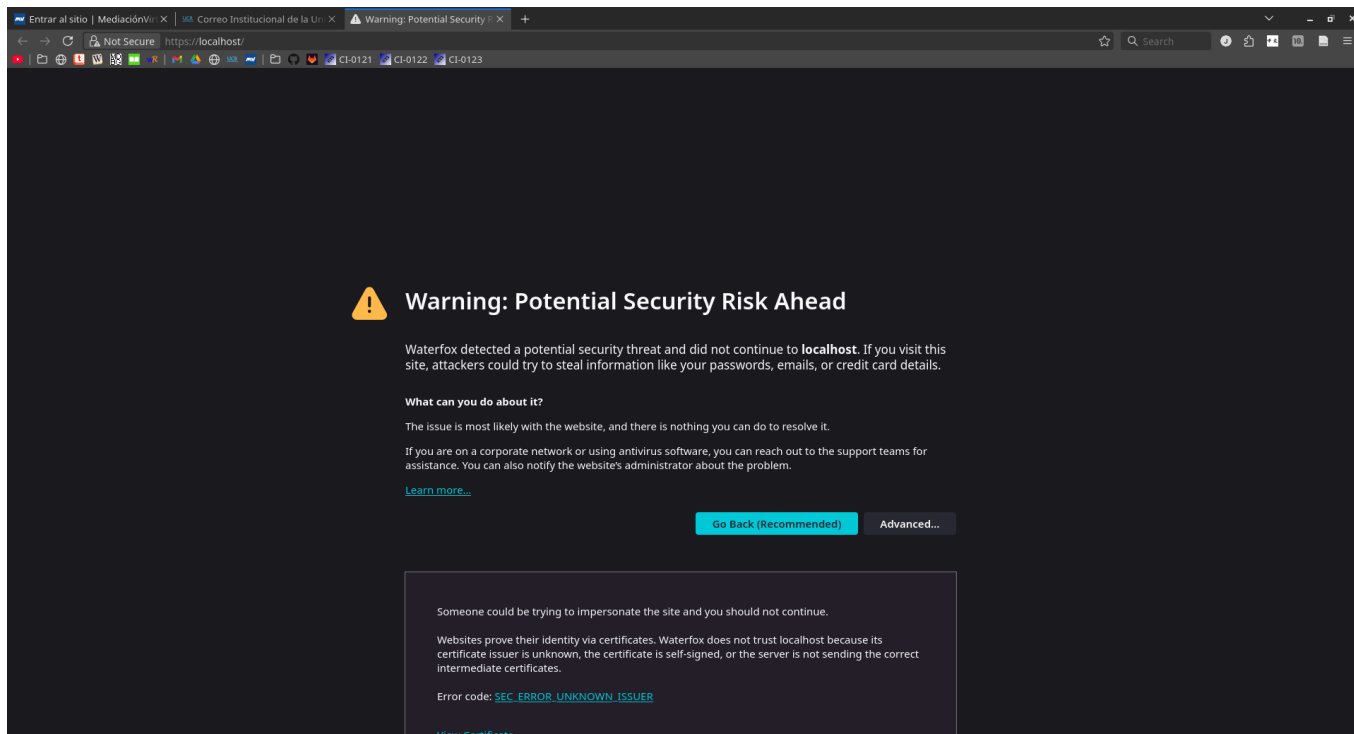 Entrar al sitio | MediaciónVir
Correo Institucional de la Un
Warning: Potential Security R
Not Secure https://localhost/
Search
CI-0121 CI-0122 CI-0123
Warning: Potential Security Risk Ahead
Waterfox detected a potential security threat and did not continue to localhost. If you visit this
site, attackers could try to steal information like your passwords, emails, or credit card details.
What can you do about it?
The issue is most likely with the website, and there is nothing you can do to resolve it.
If you are on a corporate network or using antivirus software, you can reach out to the support teams for
assistance. You can also notify the website's administrator about the problem.
Learn more...
Go Back (Recommended)
Advanced...
Someone could be trying to impersonate the site and you should not continue.
Websites prove their identity via certificates. Waterfox does not trust localhost because its
certificate issuer is unknown, the certificate is self-signed, or the server is not sending the correct
intermediate certificates.
Error code: SEC_ERROR_UNKNOWN_ISSUER